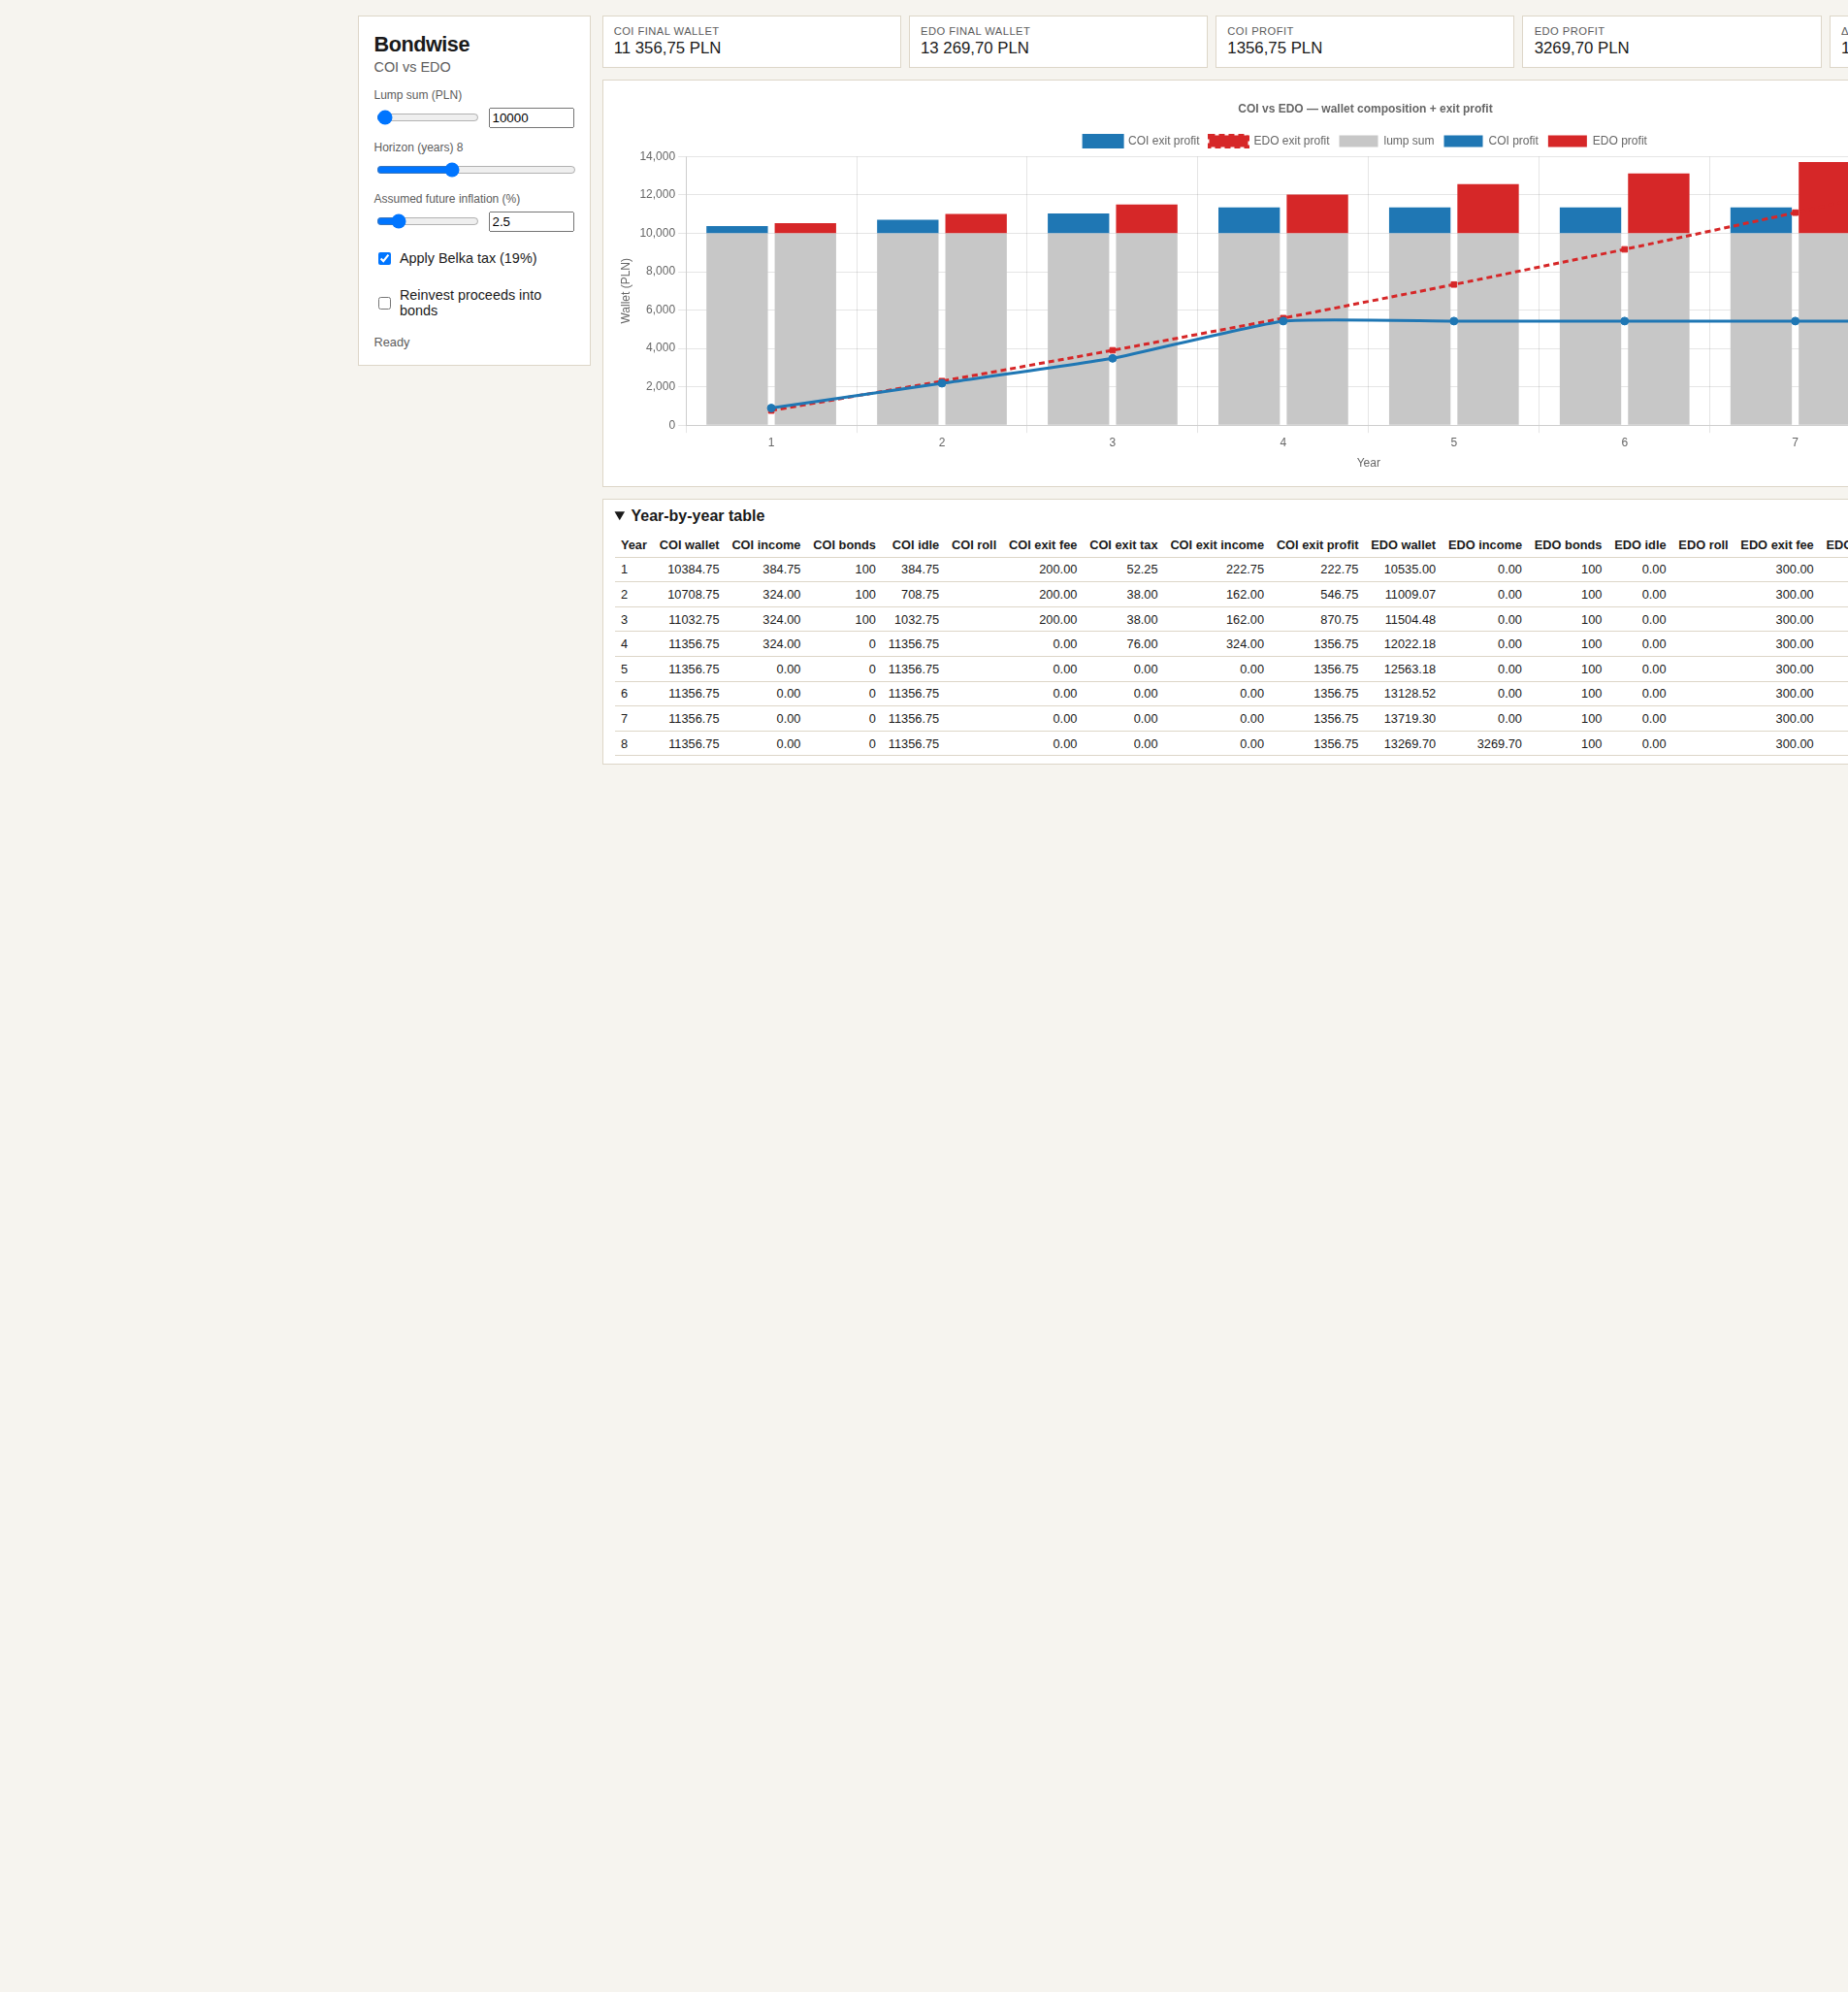 Bondwise
COI vs EDO
Lump sum (PLN)
10000
Horizon (years) 8
Assumed future inflation (%)
2.5
Apply Belka tax (19%)
Reinvest proceeds into
bonds
Ready
COI FINAL WALLET
11 356,75 PLN
EDO FINAL WALLET
13 269,70 PLN
COI PROFIT
1356,75 PLN
EDO PROFIT
3269,70 PLN
COI vs EDO — wallet composition + exit profit
COI exit profit EDO exit profit lump sum COI profit EDO profit
14,000
12,000
10,000
8,000
6,000
4,000
2,000
0
Wallet (PLN)
1 2 3 4 5 6 7
Year
▼ Year-by-year table
Year COI wallet COI income COI bonds COI idle COI roll COI exit fee COI exit tax COI exit income COI exit profit EDO wallet EDO income EDO bonds EDO idle EDO roll EDO exit fee
1 10384.75 384.75 100 384.75 200.00 52.25 222.75 222.75 10535.00 0.00 100 0.00 300.00
2 10708.75 324.00 100 708.75 200.00 38.00 162.00 546.75 11009.07 0.00 100 0.00 300.00
3 11032.75 324.00 100 1032.75 200.00 38.00 162.00 870.75 11504.48 0.00 100 0.00 300.00
4 11356.75 324.00 0 11356.75 0.00 76.00 324.00 1356.75 12022.18 0.00 100 0.00 300.00
5 11356.75 0.00 0 11356.75 0.00 0.00 0.00 1356.75 12563.18 0.00 100 0.00 300.00
6 11356.75 0.00 0 11356.75 0.00 0.00 0.00 1356.75 13128.52 0.00 100 0.00 300.00
7 11356.75 0.00 0 11356.75 0.00 0.00 0.00 1356.75 13719.30 0.00 100 0.00 300.00
8 11356.75 0.00 0 11356.75 0.00 0.00 0.00 1356.75 13269.70 3269.70 100 0.00 300.00